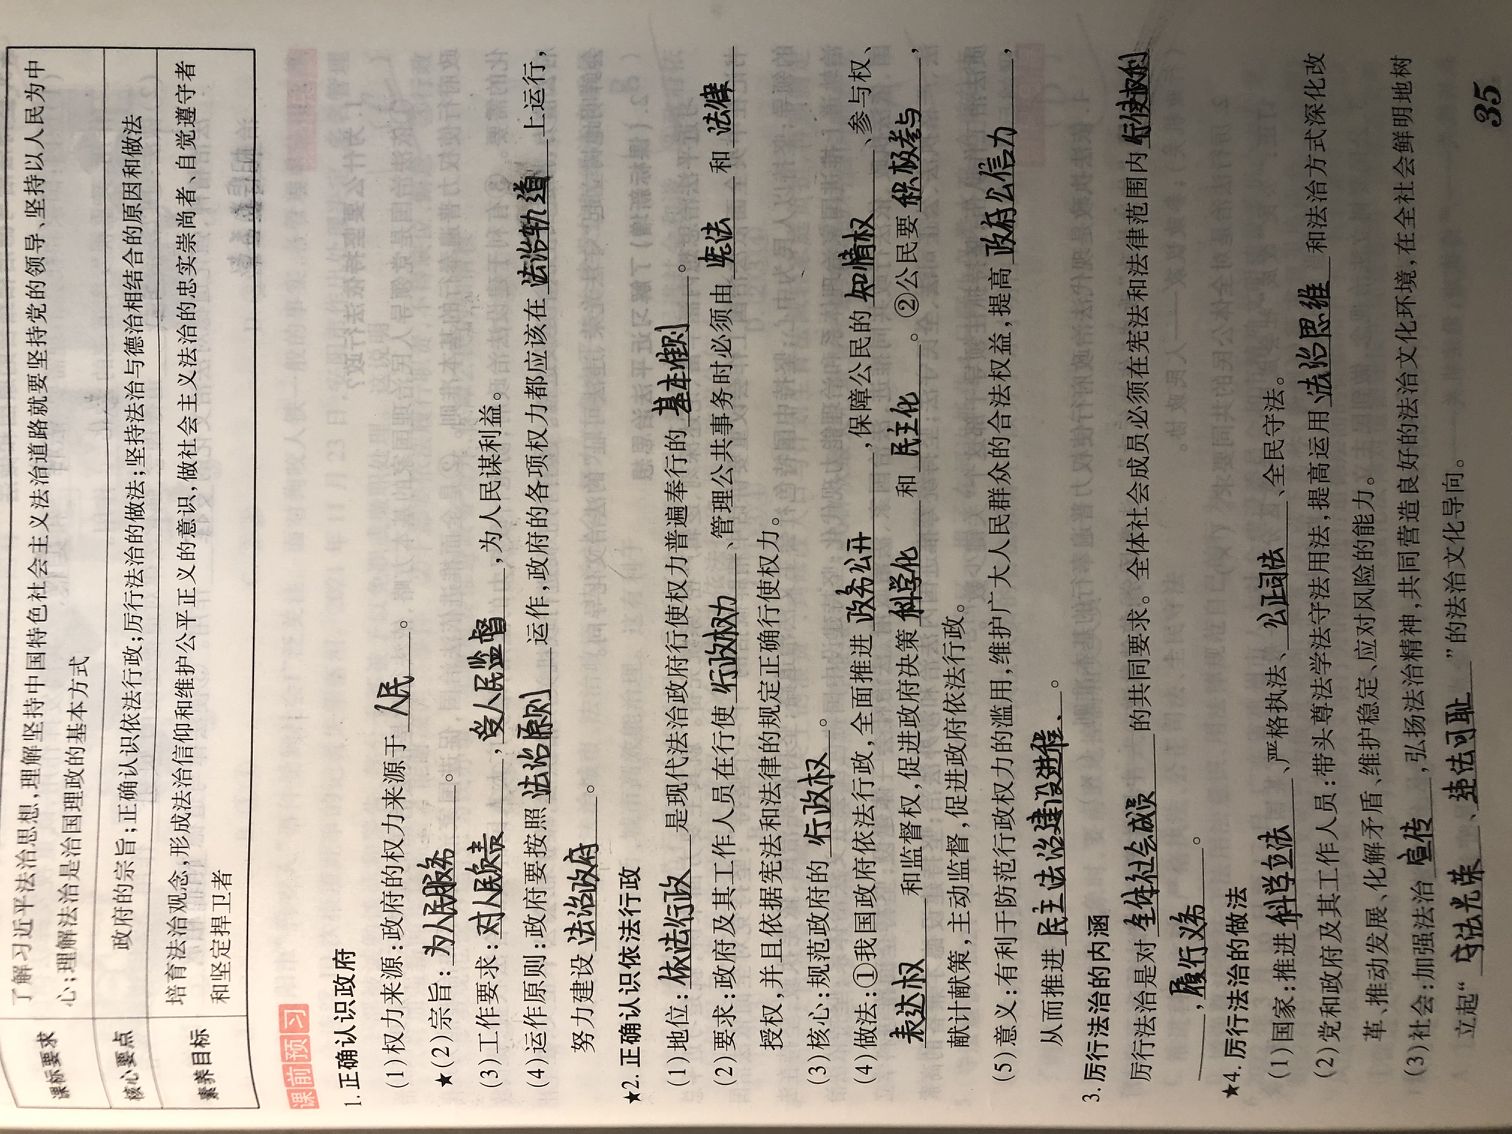 课标要求
了解习近平法治思想,理解坚持中国特色社会主义法治道路就要坚持党的领导、坚持以人民为中
心;理解法治是治国理政的基本方式
核心要点
政府的宗旨;正确认识依法行政;厉行法治的做法;坚持法治与德治相结合的原因和做法
素养目标
培育法治观念,形成法治信仰和维护公平正义的意识,做社会主义法治的忠实崇尚者、自觉遵守者
和坚定捍卫者
课前预习
1.正确认识政府
(1)权力来源:政府的权力来源于 人民 。
★(2)宗旨: 为人民服务 。
(3)工作要求: 对人民负责 , 受人民监督 ,为人民谋利益。
(4)运作原则:政府要按照 法治原则 运作,政府的各项权力都应该在 法治轨道 上运行,
努力建设 法治政府 。
★2.正确认识依法行政
(1)地位: 依法行政 是现代法治政府行使权力普遍奉行的 基本准则 。
(2)要求:政府及其工作人员在行使 行政权力 、管理公共事务时必须由 宪法 和 法律
授权,并且依据宪法和法律的规定正确行使权力。
(3)核心:规范政府的 行政权 。
(4)做法:①我国政府依法行政,全面推进 政务公开 ,保障公民的 知情权 、参与权、
表达权 和监督权,促进政府决策 科学化 和 民主化 。②公民要 积极参与 ,
献计献策,主动监督,促进政府依法行政。
(5)意义:有利于防范行政权力的滥用,维护广大人民群众的合法权益,提高 政府公信力 ,
从而推进 民主法治建设进程. 。
3.厉行法治的内涵
厉行法治是对 全体社会成员 的共同要求。全体社会成员必须在宪法和法律范围内 行使权利
, 履行义务 。
★4.厉行法治的做法
(1)国家:推进 科学立法 、严格执法、 公正司法 、全民守法。
(2)党和政府及其工作人员:带头尊法学法守法用法,提高运用 法治思维 和法治方式深化改
革、推动发展、化解矛盾、维护稳定、应对风险的能力。
(3)社会:加强法治 宣传 ,弘扬法治精神,共同营造良好的法治文化环境,在全社会鲜明地树
立起“ 守法光荣 、 违法可耻 ”的法治文化导向。
35